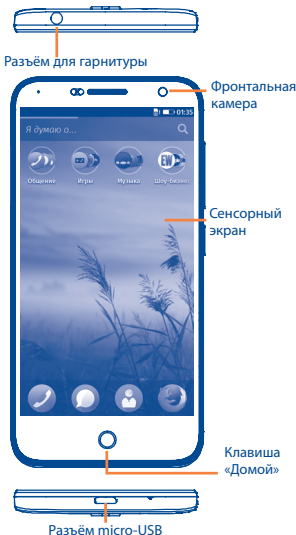 Разъём для гарнитуры
Фронтальная
камера
01:35
Я думаю о...
Общение
Игры
Музыка
Шоу-бизнес
Сенсорный
экран
Клавиша
«Домой»
Разъём micro-USB